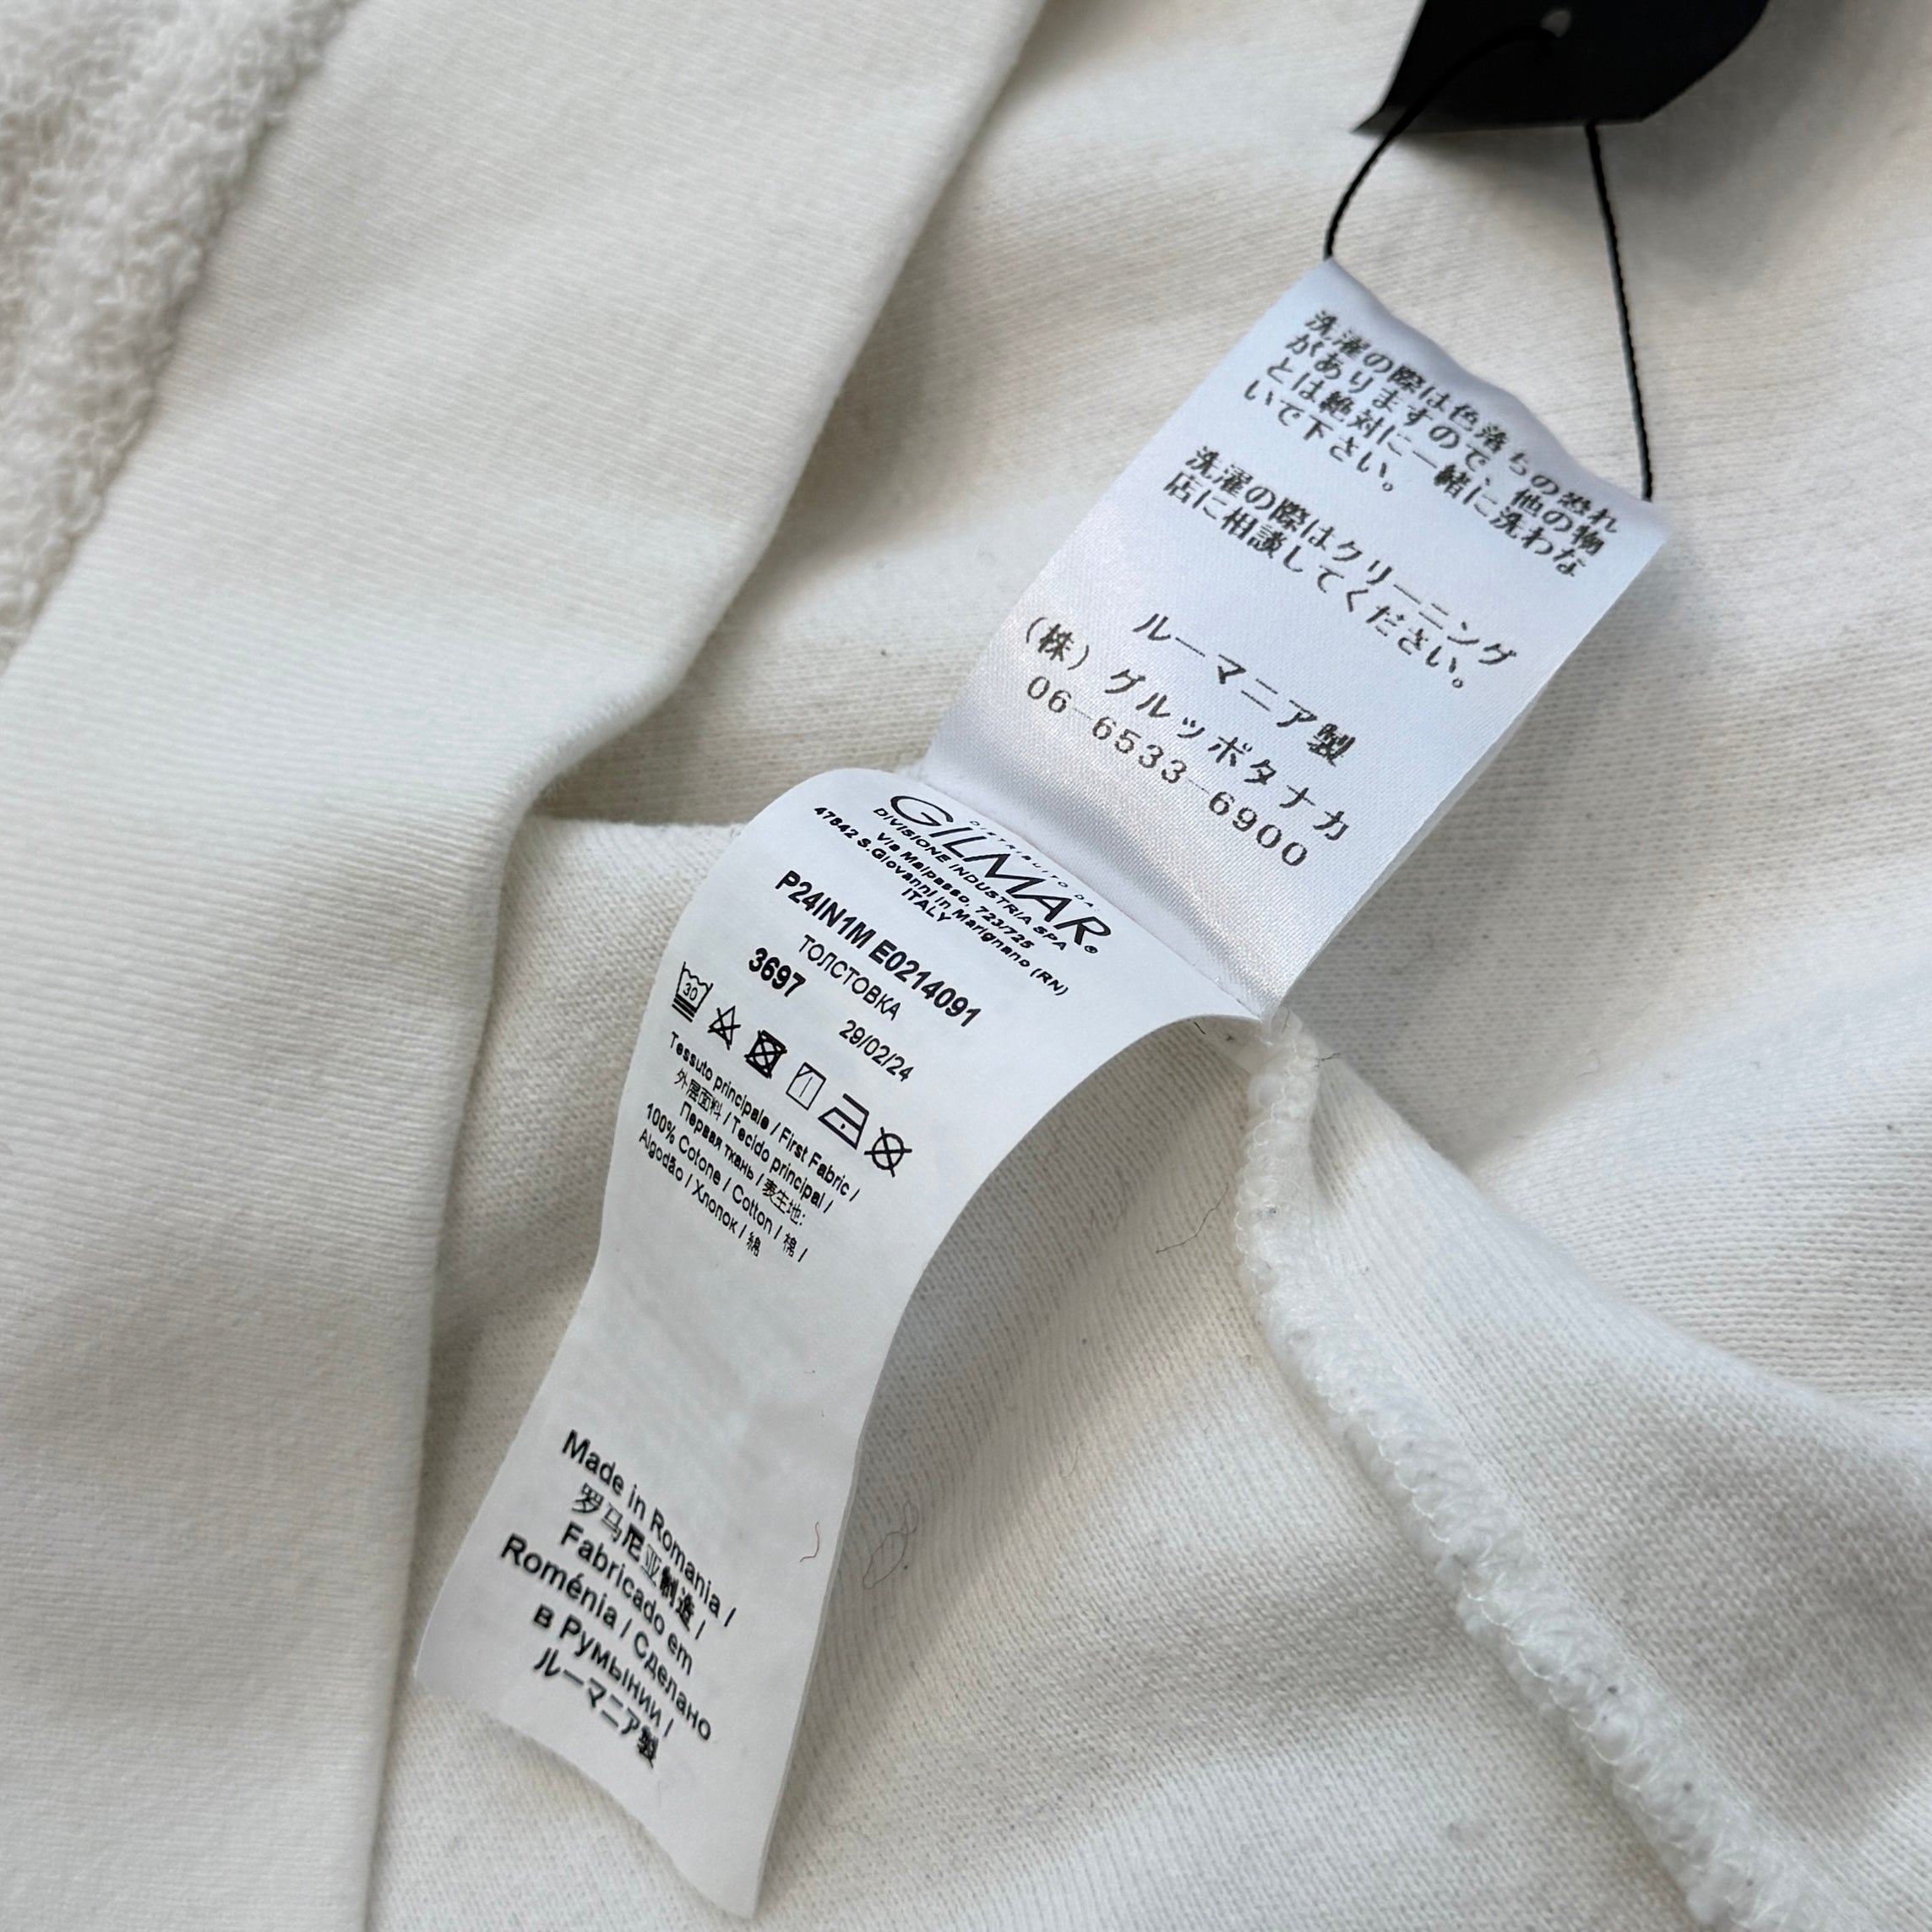 洗濯の際は色落ちの恐れ
がありますので、他の物
とは絶対に一緒に洗わな
いで下さい。
洗濯の際はクリーニング
店に相談してください。
ルーマニア製
(株)グルッポタナカ
06-6533-6900
DISTRIBUITO DA:
GILMAR®
DIVISIONE INDUSTRIA SPA
Via Malpasso, 723/725
47842 S.Giovanni in Marignano (RN)
ITALY
P24IN1M E0214091
ТОЛСТОВКА
3697 29/02/24
30
Tessuto principale / First Fabric /
外层面料 / Tecido principal /
Первая ткань / 表生地:
100% Cotone / Cotton / 棉 /
Algodão / Хлопок / 綿
Made in Romania /
罗马尼亚制造 /
Fabricado em
Roménia / Сделано
в Румынии /
ルーマニア製